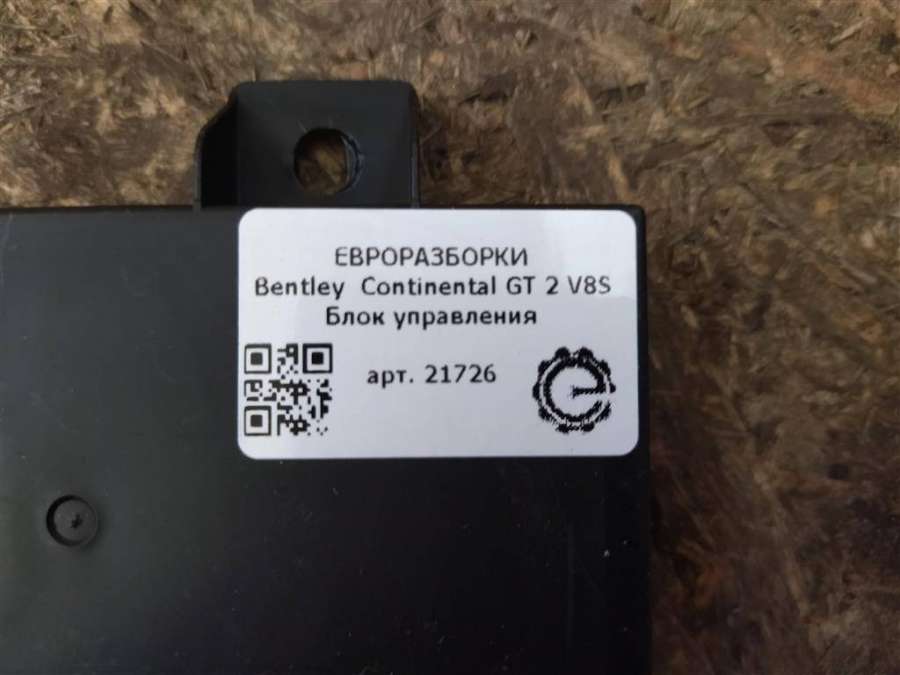 ЕВРОРАЗБОРКИ
Bentley Continental GT 2 V8S
Блок управления
арт. 21726